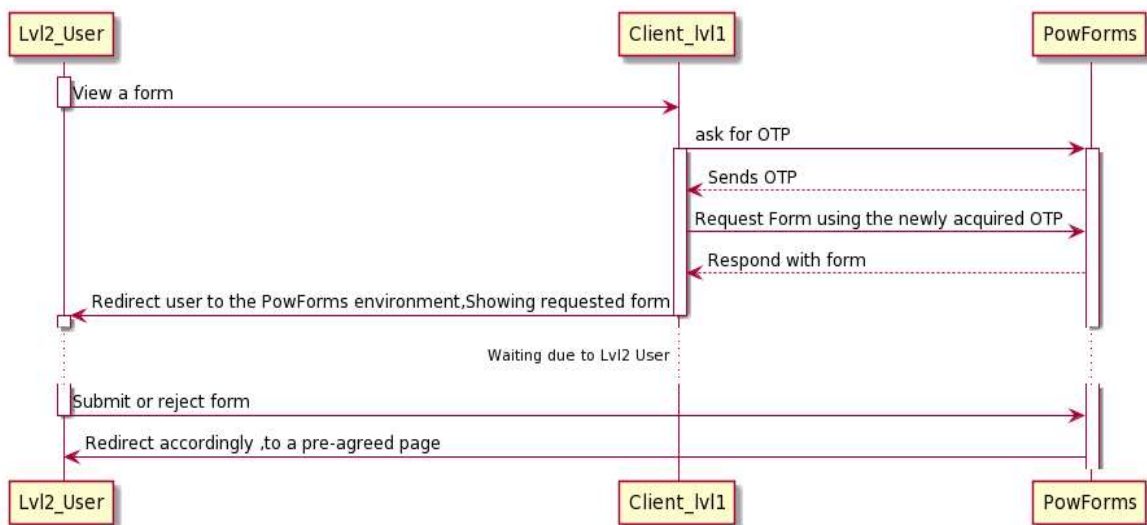 Lvl2_User
Client_lvl1
PowForms
View a form
ask for OTP
Sends OTP
Request Form using the newly acquired OTP
Respond with form
Redirect user to the PowForms environment,Showing requested form
Waiting due to Lvl2 User
Submit or reject form
Redirect accordingly ,to a pre-agreed page
Lvl2_User
Client_lvl1
PowForms